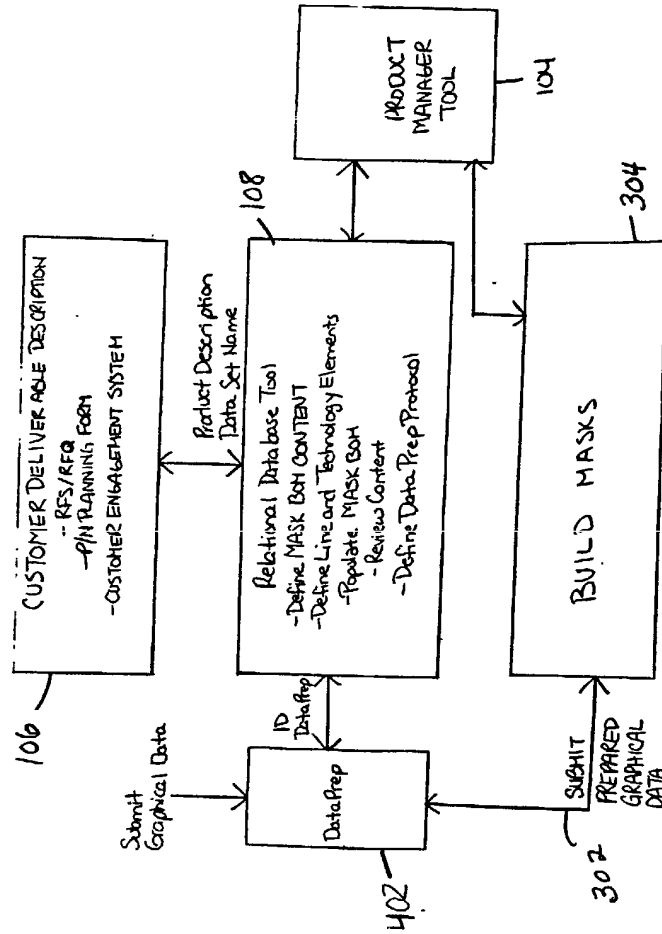 106
CUSTOMER DELIVERABLE DESCRIPTION
- RFS/RFQ
- P/N PLANNING FORM
- CUSTOMER ENGAGEMENT SYSTEM
Product Description
Data Set Name
108
Relational Database Tool
- Define MASK BOM CONTENT
- Define Line and Technology Elements
- Populate MASK BOM
- Review Content
- Define Data Prep Protocol
PRODUCT
MANAGER
TOOL
104
Submit
Graphical Data
ID
DataPrep
DataPrep
402
302
SUBMIT
PREPARED
GRAPHICAL
DATA
BUILD MASKS
304